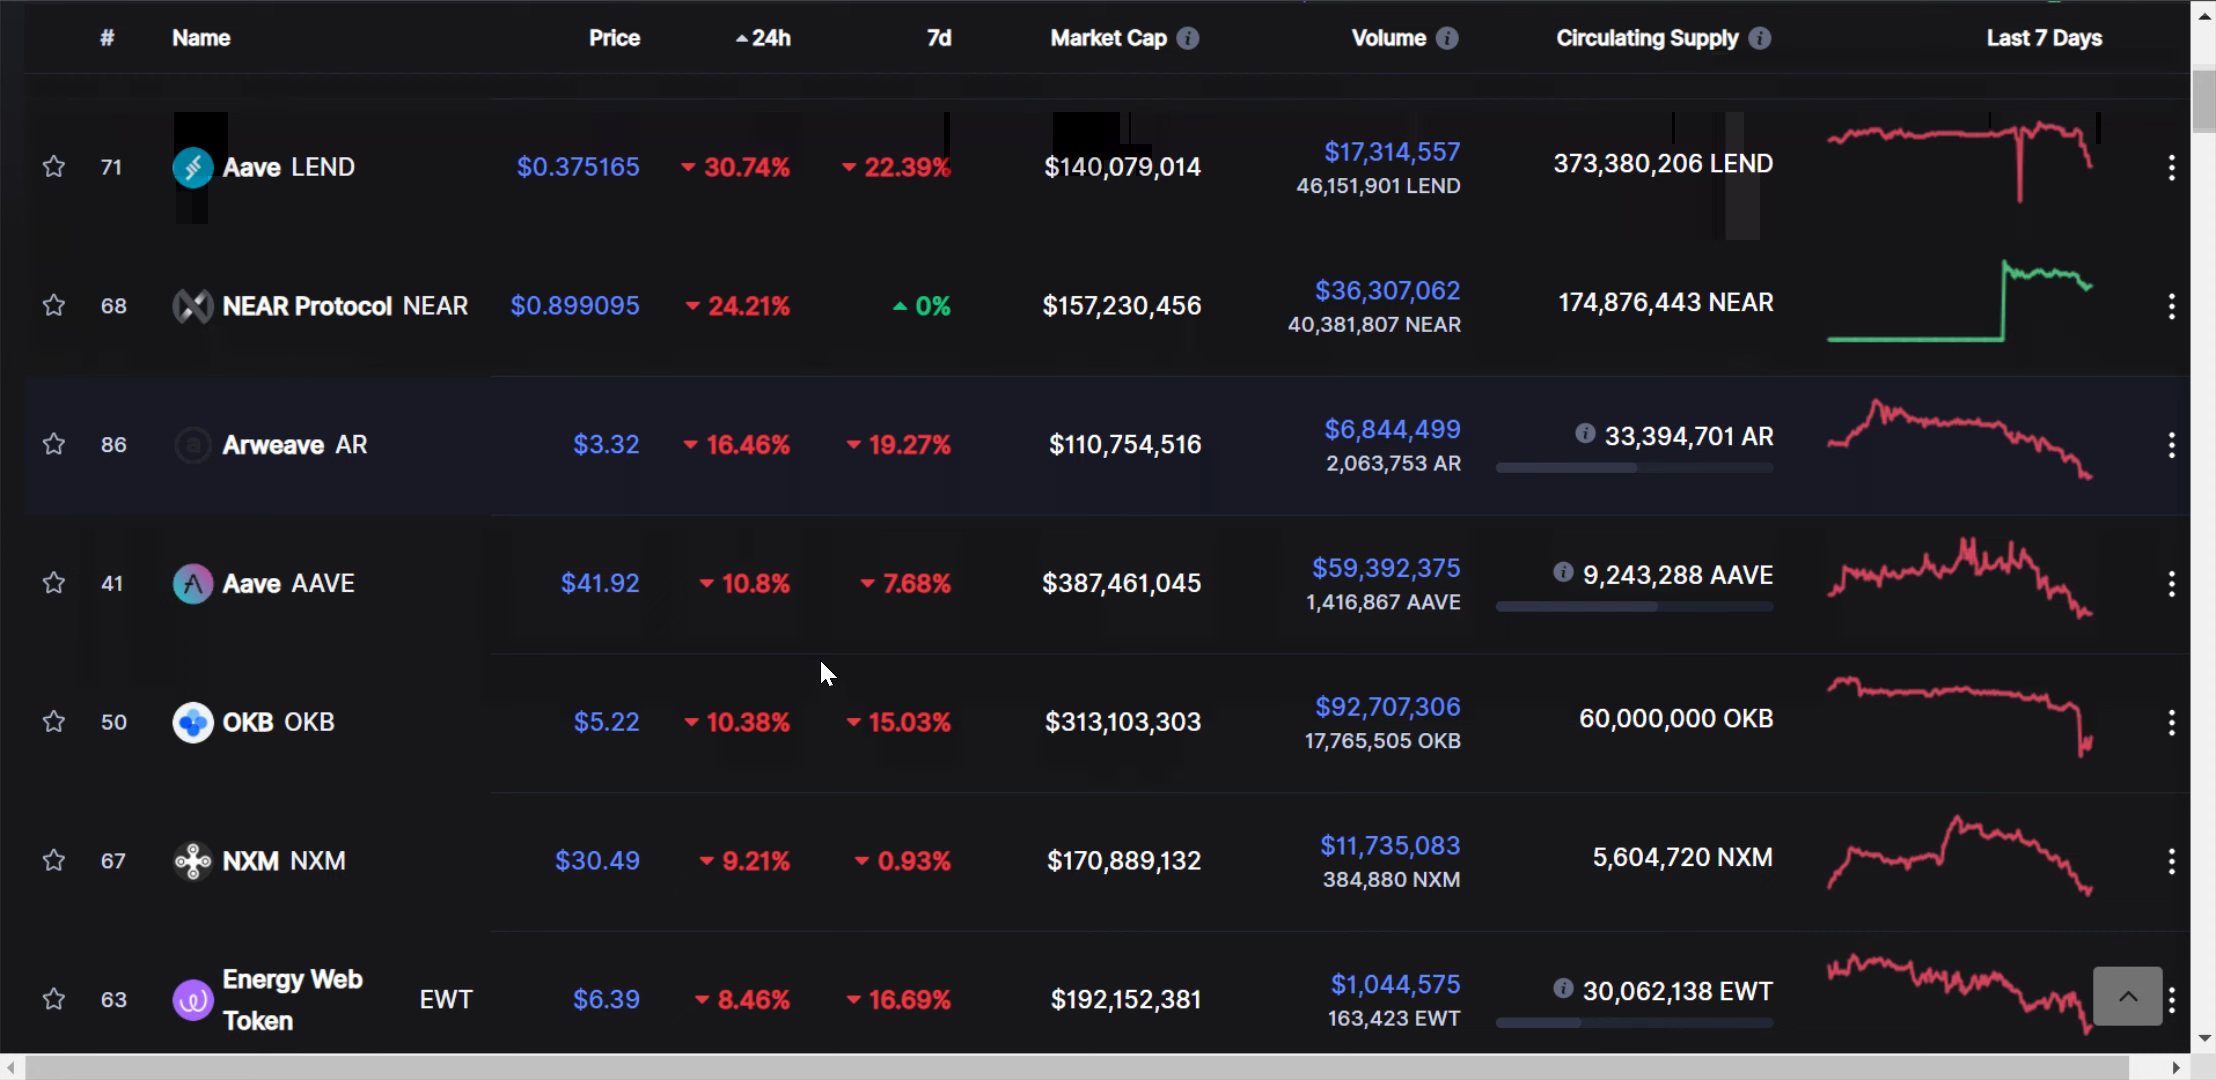 # Name Price 24h 7d Market Cap Volume Circulating Supply Last 7 Days
71 Aave LEND $0.375165 30.74% 22.39% $140,079,014 $17,314,557 373,380,206 LEND
46,151,901 LEND
68 NEAR Protocol NEAR $0.899095 24.21% 0% $157,230,456 $36,307,062 174,876,443 NEAR
40,381,807 NEAR
86 Arweave AR $3.32 16.46% 19.27% $110,754,516 $6,844,499 33,394,701 AR
2,063,753 AR
41 Aave AAVE $41.92 10.8% 7.68% $387,461,045 $59,392,375 9,243,288 AAVE
1,416,867 AAVE
50 OKB OKB $5.22 10.38% 15.03% $313,103,303 $92,707,306 60,000,000 OKB
17,765,505 OKB
67 NXM NXM $30.49 9.21% 0.93% $170,889,132 $11,735,083 5,604,720 NXM
384,880 NXM
63 Energy Web Token EWT $6.39 8.46% 16.69% $192,152,381 $1,044,575 30,062,138 EWT
163,423 EWT